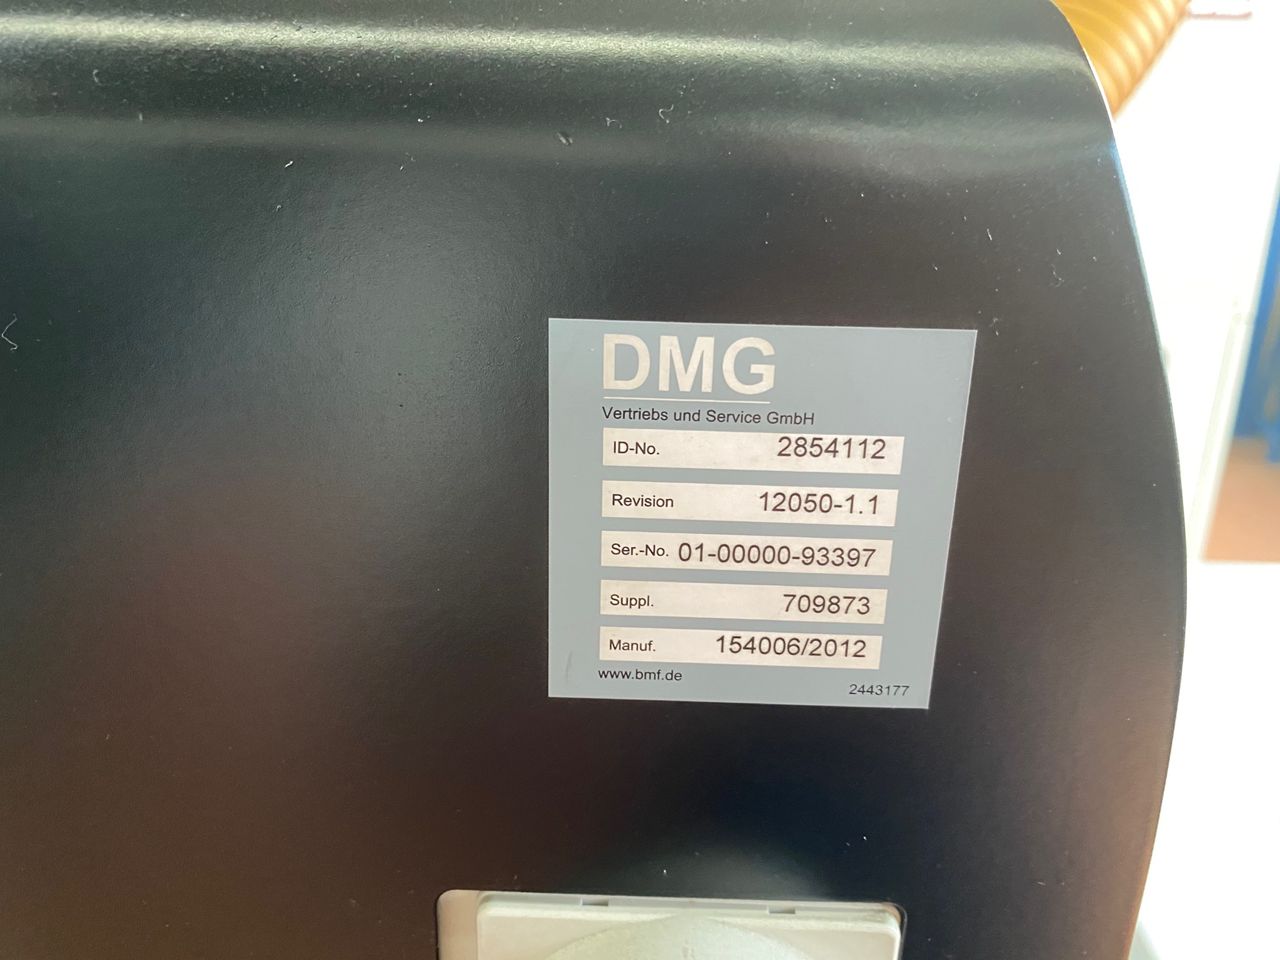 DMG
Vertriebs und Service GmbH
ID-No. 2854112
Revision 12050-1.1
Ser.-No. 01-00000-93397
Suppl. 709873
Manuf. 154006/2012
www.bmf.de
2443177